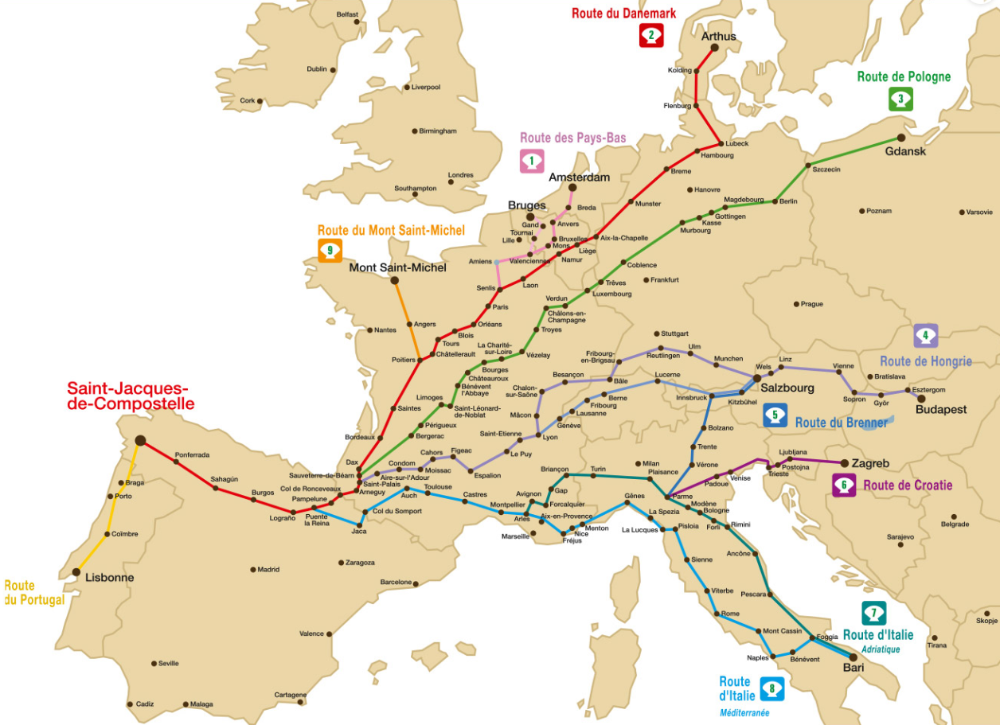 Belfast
Route du Danemark
2
Arthus
Dublin
Kolding
Liverpool
Route de Pologne
3
Cork
Flenburg
Birmingham
Route des Pays-Bas
1
Lubeck
Hambourg
Gdansk
Breme
Szczecin
Londres
Amsterdam
Southampton
Hanovre
Magdebourg
Berlin
Munster
Bruges
Breda
Gottingen
Kasse
Poznam
Varsovie
Gand
Anvers
Murbourg
Route du Mont Saint-Michel
9
Tournai
Lille
Bruxelles
Aix-la-Chapelle
Mons
Liège
Amiens
Valenciennes
Namur
Coblence
Mont Saint-Michel
Senlis
Laon
Trêves
Frankfurt
Luxembourg
Verdun
Paris
Châlons-en-
Champagne
Prague
Angers
Orléans
Nantes
Blois
Troyes
Tours
Stuttgart
4
La Charité-
sur-Loire
Châtellerault
Vézelay
Fribourg-
en-Brigsau
Reutlingen
Ulm
Munchen
Poitiers
Wels
Linz
Route de Hongrie
Vienne
Bourges
Châteauroux
Besançon
Bâle
Lucerne
Bratislava
Saint-Jacques-
de-Compostelle
Bénévent
l'Abbaye
Chalon-
sur-Saône
Salzbourg
Esztergom
Limoges
Berne
Innsbruck
Kitzbühel
Sopron
Győr
Budapest
Saintes
Saint-Léonard-
de-Noblat
Fribourg
Mâcon
Lausanne
5
Route du Brenner
Périgueux
Genève
Bolzano
Bordeaux
Bergerac
Saint-Etienne
Lyon
Trente
Ponferrada
Cahors
Figeac
Le Puy
Ljubljana
Dax
Condom
Milan
Vérone
Postojna
Zagreb
Sauveterre-de-Béarn
Moissac
Espalion
Briançon
Turin
Plaisance
Trieste
Sahagún
Aire-sur-l'Adour
Venise
Braga
Saint-Palais
Padoue
6
Route de Croatie
Col de Ronceveaux
Arneguy
Toulouse
Gap
Porto
Burgos
Pampelune
Auch
Castres
Avignon
Forcalquier
Gênes
Parme
Modène
Bologne
Lograño
Puente
la Reina
Col du Somport
Montpellier
Arles
Aix-en-Provence
La Spezia
Forli
Rimini
Belgrade
Jaca
Marseille
Menton
Nice
Fréjus
La Lucques
Pisloia
Coïmbre
Sarajevo
Ancône
Zaragoza
Sienne
Lisbonne
Madrid
Route
du Portugal
Barcelone
Viterbe
Pescara
Rome
7
Skopje
Valence
Mont Cassin
Foggia
Route d'Italie
Adriatique
Tirana
Seville
Naples
Bénévent
Bari
Route
d'Italie
8
Méditerranée
Cartagene
Cadiz
Malaga